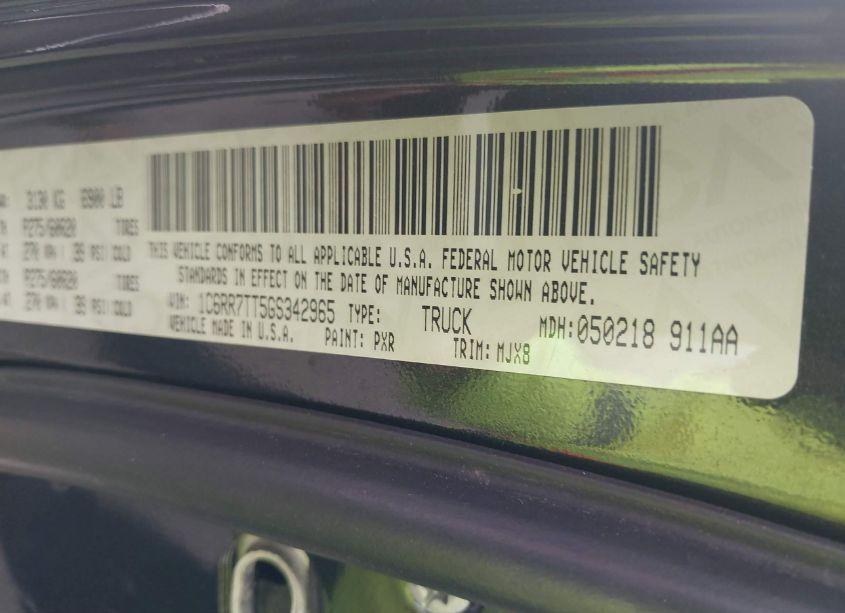 3130 KG 6900 LB
P275/60R20 TIRES
270 KPA / 39 PSI COLD
P275/60R20 TIRES
270 KPA / 39 PSI COLD
THIS VEHICLE CONFORMS TO ALL APPLICABLE U.S.A. FEDERAL MOTOR VEHICLE SAFETY
STANDARDS IN EFFECT ON THE DATE OF MANUFACTURE SHOWN ABOVE.
VIN: 1C6RR7TT5GS342965 TYPE: TRUCK MDH:050218 911AA
VEHICLE MADE IN U.S.A. PAINT: PXR TRIM: MJX8